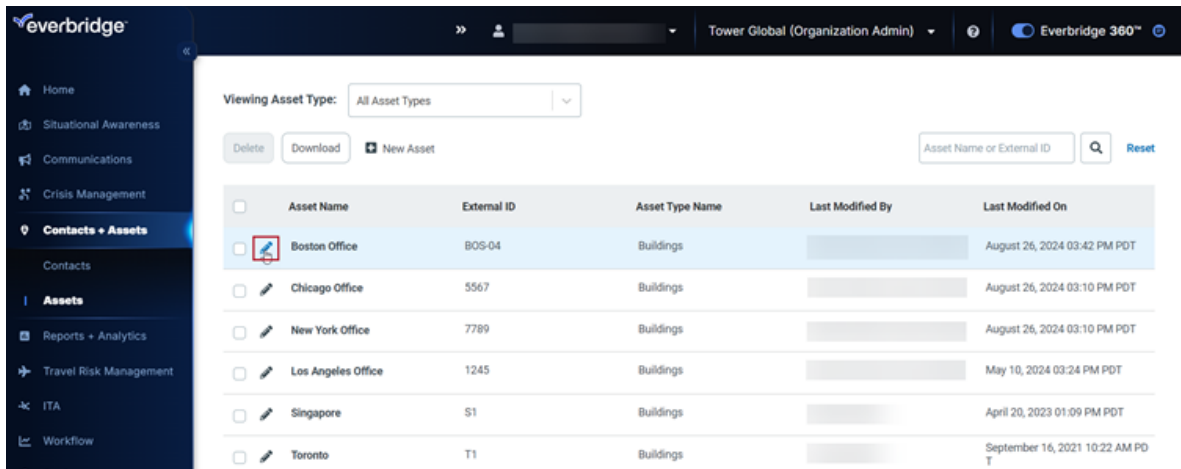 everbridge™
Tower Global (Organization Admin)
Everbridge 360™
Home
Situational Awareness
Communications
Crisis Management
Contacts + Assets
Contacts
Assets
Reports + Analytics
Travel Risk Management
ITA
Workflow
Viewing Asset Type: All Asset Types
Delete Download New Asset Asset Name or External ID Reset
Asset Name External ID Asset Type Name Last Modified By Last Modified On
Boston Office BOS-04 Buildings August 26, 2024 03:42 PM PDT
Chicago Office 5567 Buildings August 26, 2024 03:10 PM PDT
New York Office 7789 Buildings August 26, 2024 03:10 PM PDT
Los Angeles Office 1245 Buildings May 10, 2024 03:24 PM PDT
Singapore S1 Buildings April 20, 2023 01:09 PM PDT
Toronto T1 Buildings September 16, 2021 10:22 AM PD
T